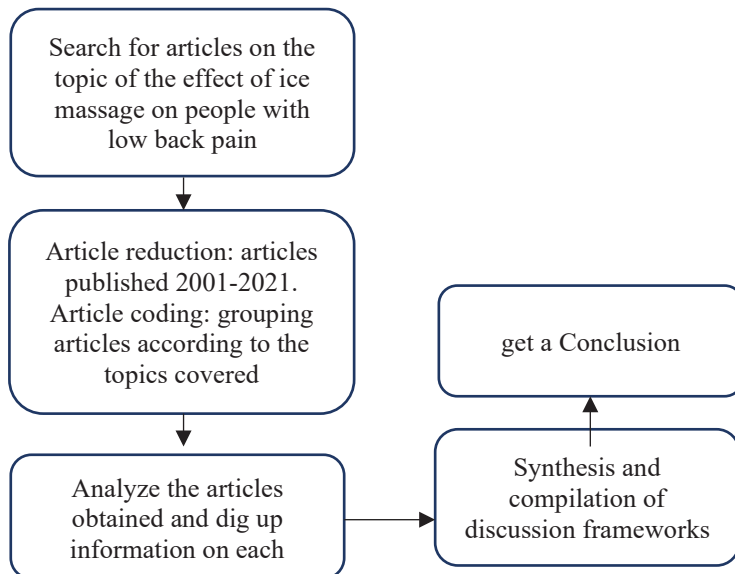 Search for articles on the
topic of the effect of ice
massage on people with
low back pain
Article reduction: articles
published 2001-2021.
Article coding: grouping
articles according to the
topics covered
Analyze the articles
obtained and dig up
information on each
Synthesis and
compilation of
discussion frameworks
get a Conclusion